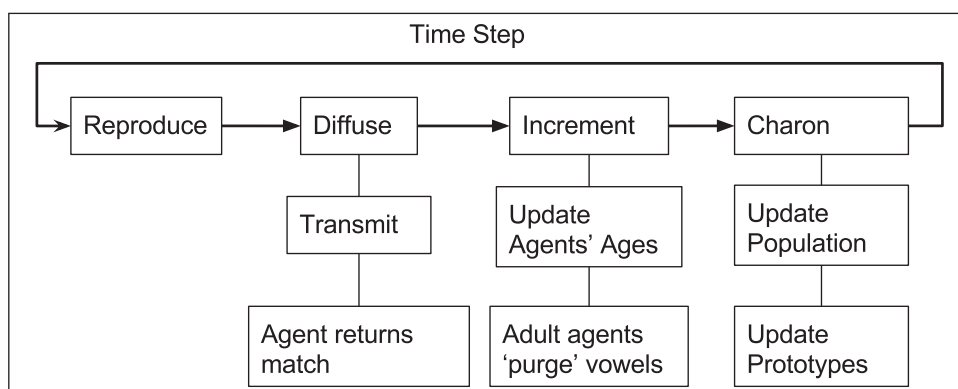 Time Step
Reproduce
Diffuse
Increment
Charon
Transmit
Update
Agents’ Ages
Update
Population
Agent returns
match
Adult agents
‘purge’ vowels
Update
Prototypes